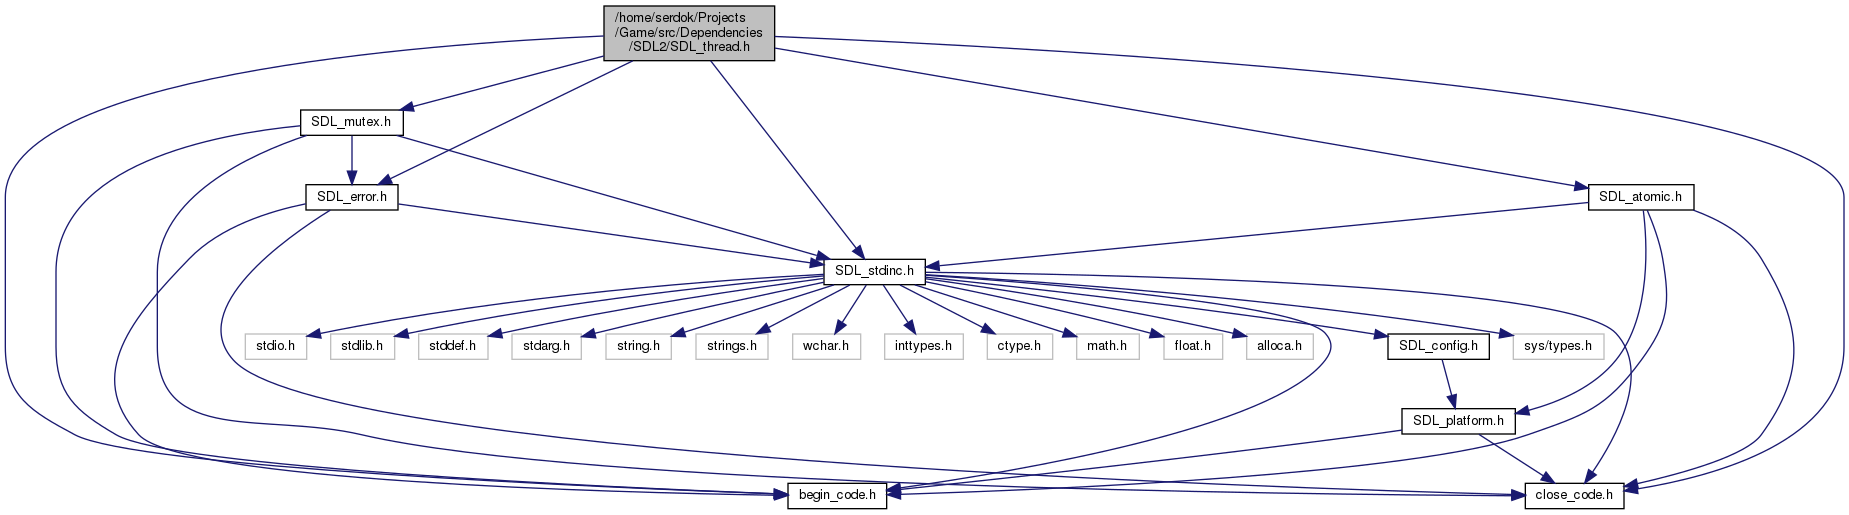 /home/serdok/Projects
/Game/src/Dependencies
/SDL2/SDL_thread.h
SDL_mutex.h
SDL_error.h
SDL_atomic.h
SDL_stdinc.h
stdio.h
stdlib.h
stddef.h
stdarg.h
string.h
strings.h
wchar.h
inttypes.h
ctype.h
math.h
float.h
alloca.h
SDL_config.h
sys/types.h
SDL_platform.h
begin_code.h
close_code.h